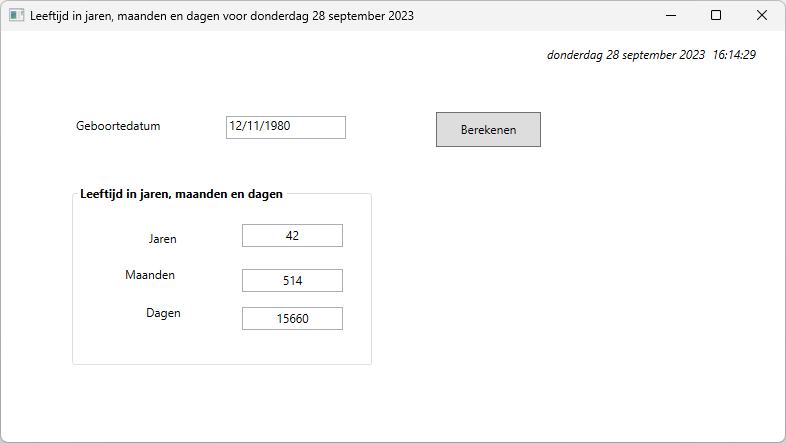 Leeftijd in jaren, maanden en dagen voor donderdag 28 september 2023
donderdag 28 september 2023 16:14:29
Geboortedatum 12/11/1980 Berekenen
Leeftijd in jaren, maanden en dagen
Jaren 42
Maanden 514
Dagen 15660